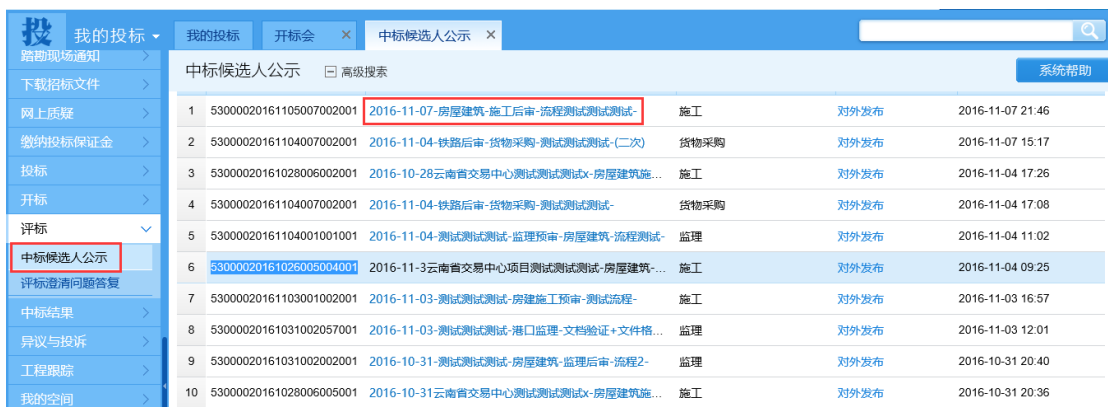 投 我的投标 我的投标 开标会 × 中标候选人公示 ×
踏勘现场通知
下载招标文件
网上质疑
缴纳投标保证金
投标
开标
评标
中标候选人公示
评标澄清问题答复
中标结果
异议与投诉
工程跟踪
我的空间
中标候选人公示 高级搜索 系统帮助
1 53000020161105007002001 2016-11-07-房屋建筑-施工后审-流程测试测试测试- 施工 对外发布 2016-11-07 21:46
2 53000020161104007002001 2016-11-04-铁路后审-货物采购-测试测试测试-(二次) 货物采购 对外发布 2016-11-07 15:17
3 53000020161028006002001 2016-10-28云南省交易中心测试测试测试x-房屋建筑施... 施工 对外发布 2016-11-04 17:26
4 53000020161104007002001 2016-11-04-铁路后审-货物采购-测试测试测试- 货物采购 对外发布 2016-11-04 17:08
5 53000020161104001001001 2016-11-04-测试测试测试-监理预审-房屋建筑-流程测试- 监理 对外发布 2016-11-04 11:02
6 53000020161026005004001 2016-11-3云南省交易中心项目测试测试测试-房屋建筑-... 施工 对外发布 2016-11-04 09:25
7 53000020161103001002001 2016-11-03-测试测试测试-房建施工预审-测试流程- 施工 对外发布 2016-11-03 16:57
8 53000020161031002057001 2016-11-03-测试测试测试-港口监理-文档验证+文件格... 监理 对外发布 2016-11-03 12:01
9 53000020161031002002001 2016-10-31-测试测试测试-房屋建筑-监理后审-流程2- 监理 对外发布 2016-10-31 20:40
10 53000020161028006005001 2016-10-31云南省交易中心测试测试测试x-房屋建筑施... 施工 对外发布 2016-10-31 20:36